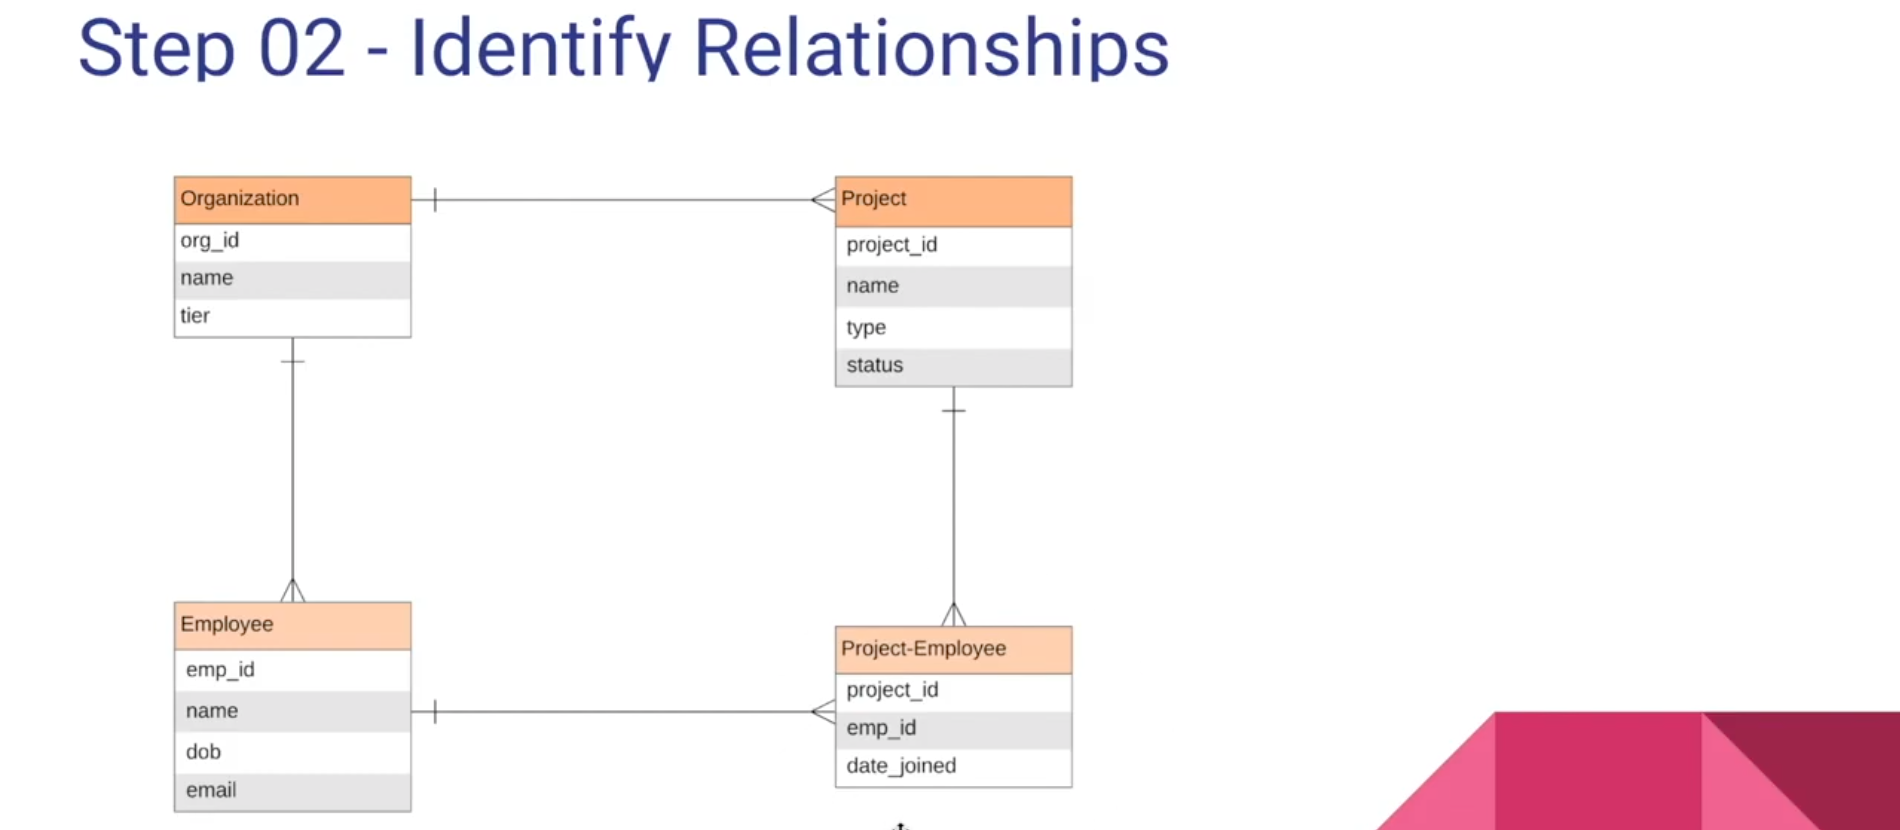 Step 02 - Identify Relationships
Organization
org_id
name
tier
Project
project_id
name
type
status
Employee
emp_id
name
dob
email
Project-Employee
project_id
emp_id
date_joined